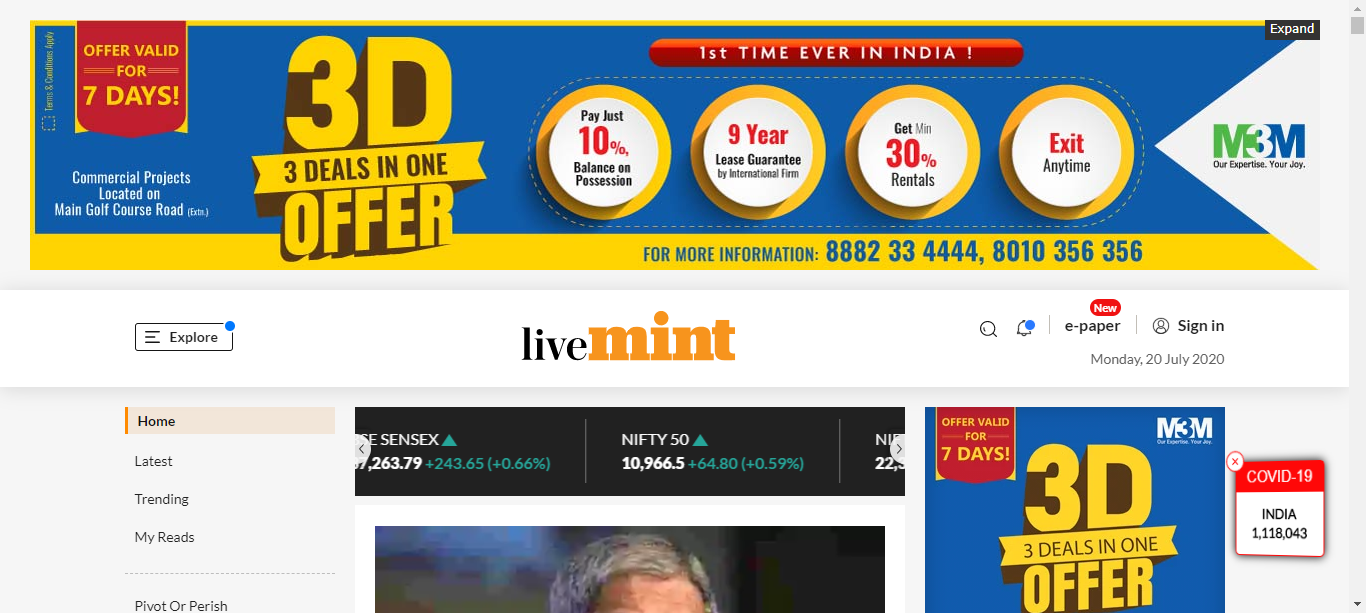 Expand
Terms & Conditions Apply
OFFER VALID
FOR
7 DAYS!
Commercial Projects
Located on
Main Golf Course Road (Extn.)
3D
3 DEALS IN ONE
OFFER
1st TIME EVER IN INDIA !
Pay Just
10%,
Balance on
Possession
9 Year
Lease Guarantee
by International Firm
Get Min
30%
Rentals
Exit
Anytime
M3M
Our Expertise. Your Joy.
FOR MORE INFORMATION: 8882 33 4444, 8010 356 356
Explore
livemint
New
e-paper
Sign in
Monday, 20 July 2020
Home
Latest
Trending
My Reads
Pivot Or Perish
SE SENSEX
7,263.79 +243.65 (+0.66%)
NIFTY 50
10,966.5 +64.80 (+0.59%)
NIF
22,3
OFFER VALID
FOR
7 DAYS!
M3M
Our Expertise. Your Joy.
3D
3 DEALS IN ONE
OFFER
X
COVID-19
INDIA
1,118,043